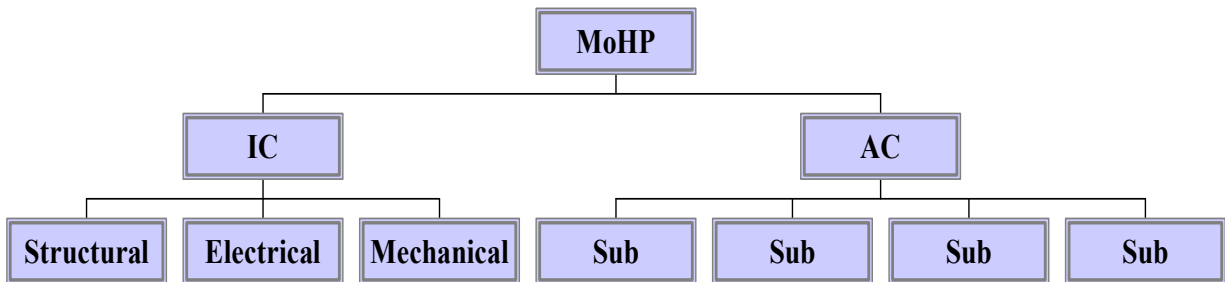 MoHP
IC
AC
Structural
Electrical
Mechanical
Sub
Sub
Sub
Sub